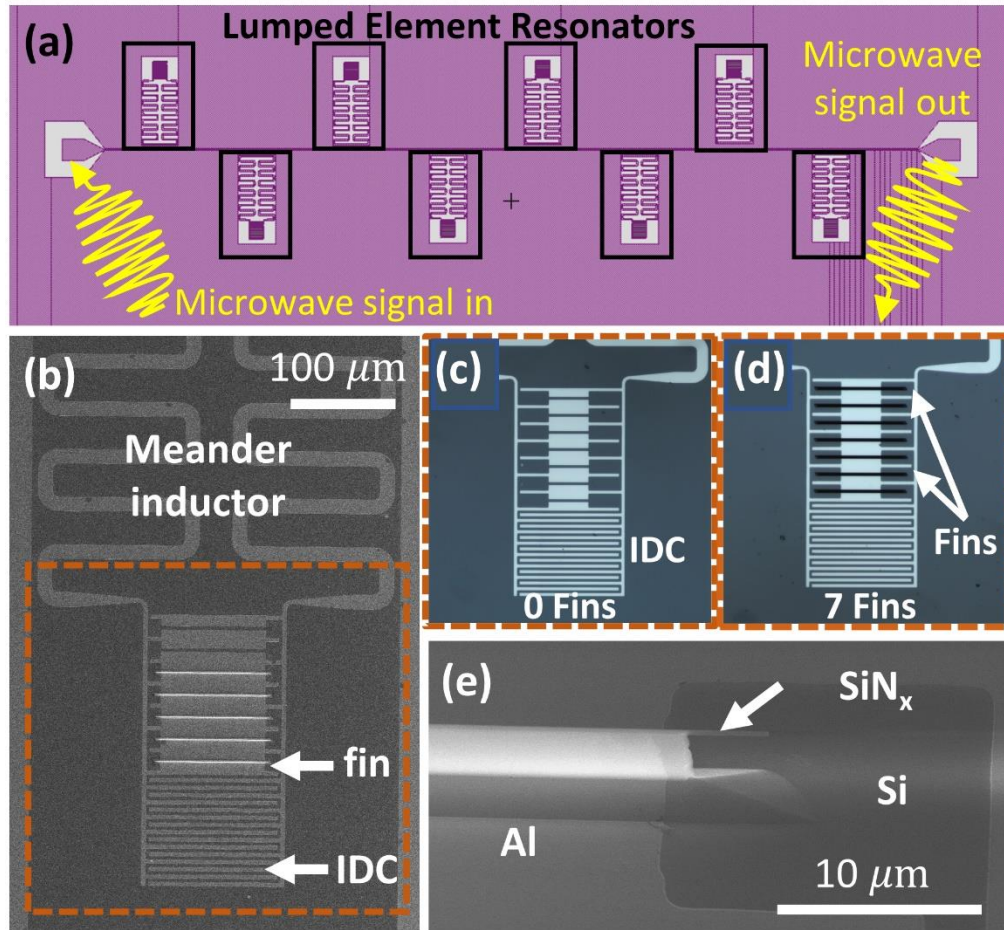 (a)
Lumped Element Resonators
Microwave
signal out
Microwave signal in
(b)
100 μm
Meander
inductor
fin
IDC
(c)
IDC
0 Fins
(d)
Fins
7 Fins
(e)
SiNₓ
Si
Al
10 μm